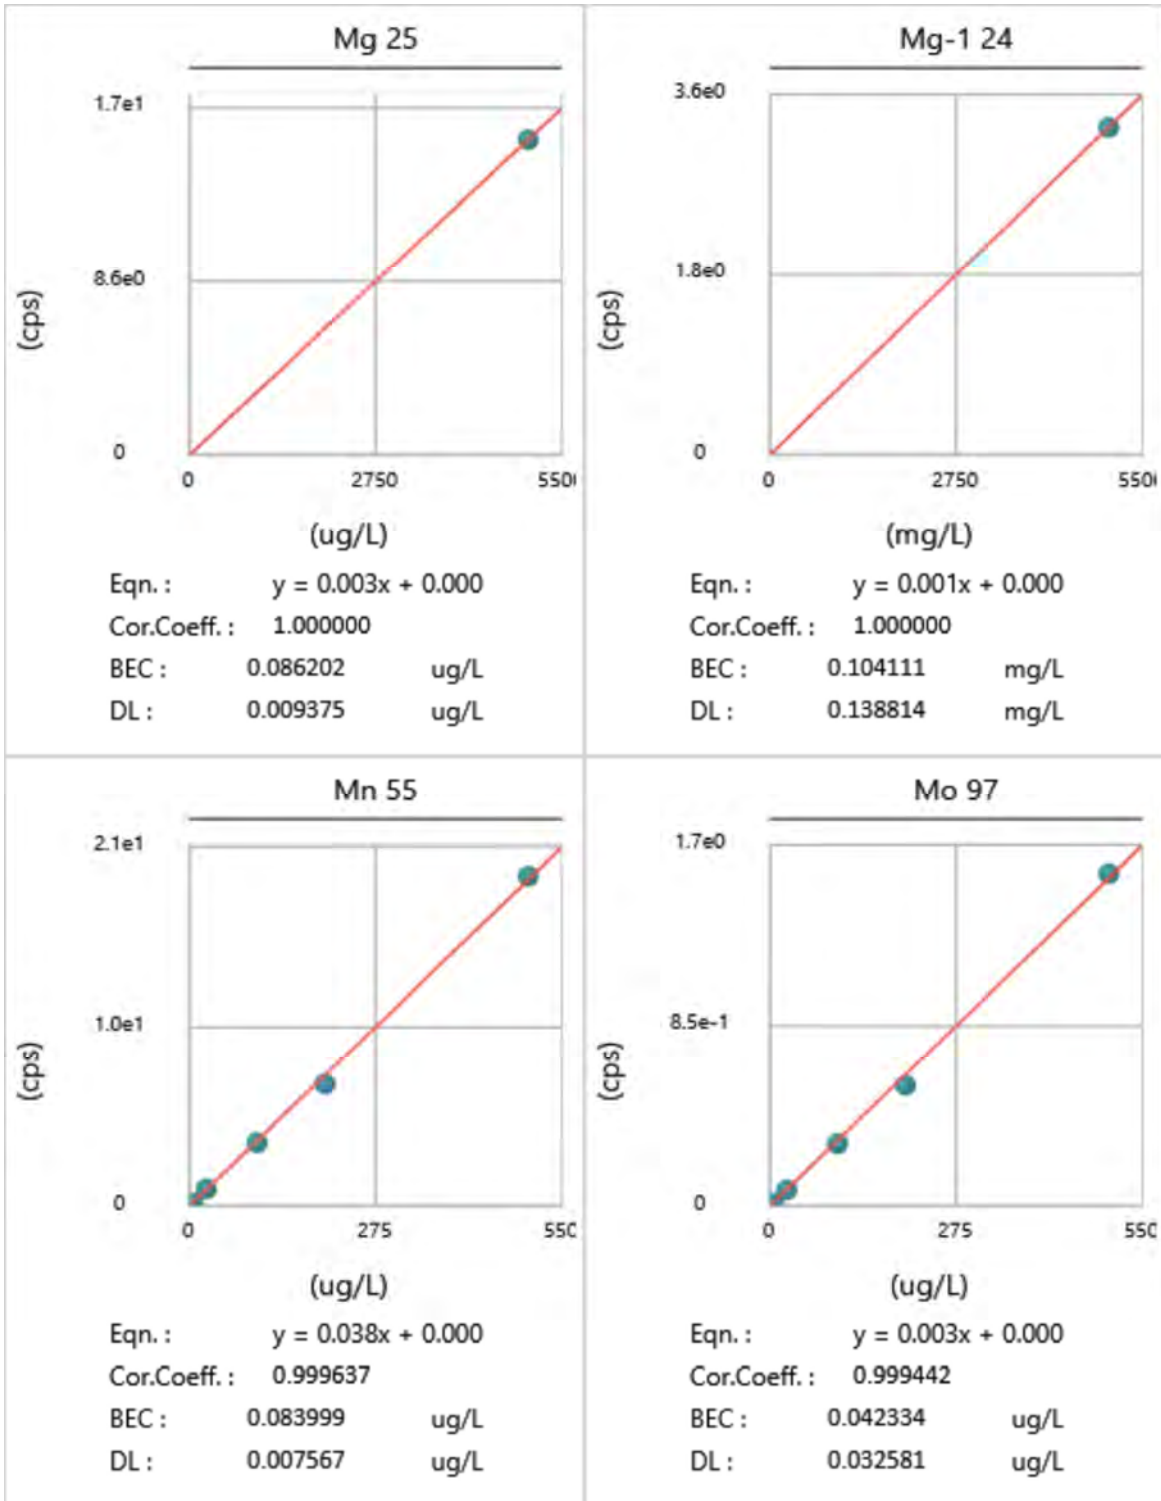 Mg 25
1.7e1
8.6e0
0
(cps)
0 2750 550
(ug/L)
Eqn. : y = 0.003x + 0.000
Cor.Coeff. : 1.000000
BEC : 0.086202 ug/L
DL : 0.009375 ug/L
Mg-1 24
3.6e0
1.8e0
0
(cps)
0 2750 550
(mg/L)
Eqn. : y = 0.001x + 0.000
Cor.Coeff. : 1.000000
BEC : 0.104111 mg/L
DL : 0.138814 mg/L
Mn 55
2.1e1
1.0e1
0
(cps)
0 275 550
(ug/L)
Eqn. : y = 0.038x + 0.000
Cor.Coeff. : 0.999637
BEC : 0.083999 ug/L
DL : 0.007567 ug/L
Mo 97
1.7e0
8.5e-1
0
(cps)
0 275 550
(ug/L)
Eqn. : y = 0.003x + 0.000
Cor.Coeff. : 0.999442
BEC : 0.042334 ug/L
DL : 0.032581 ug/L